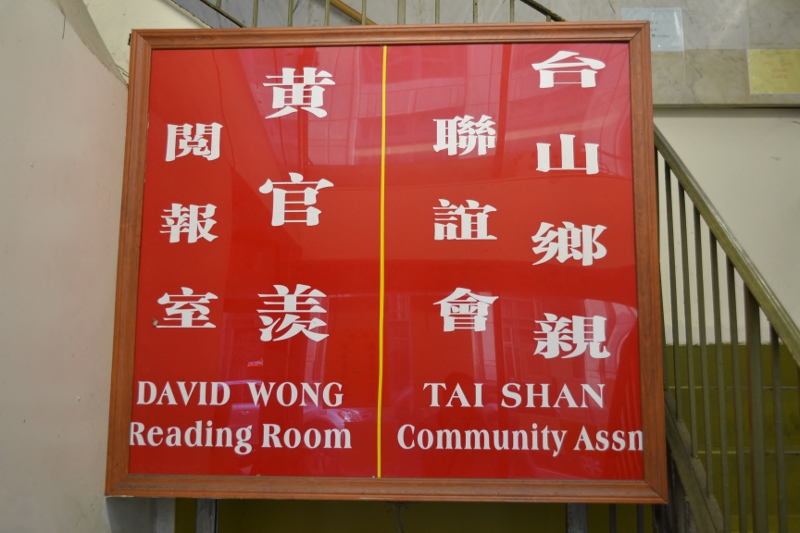 台山鄉親
聯誼會
黃官羨
閲報室
DAVID WONG
Reading Room
TAI SHAN
Community Assn